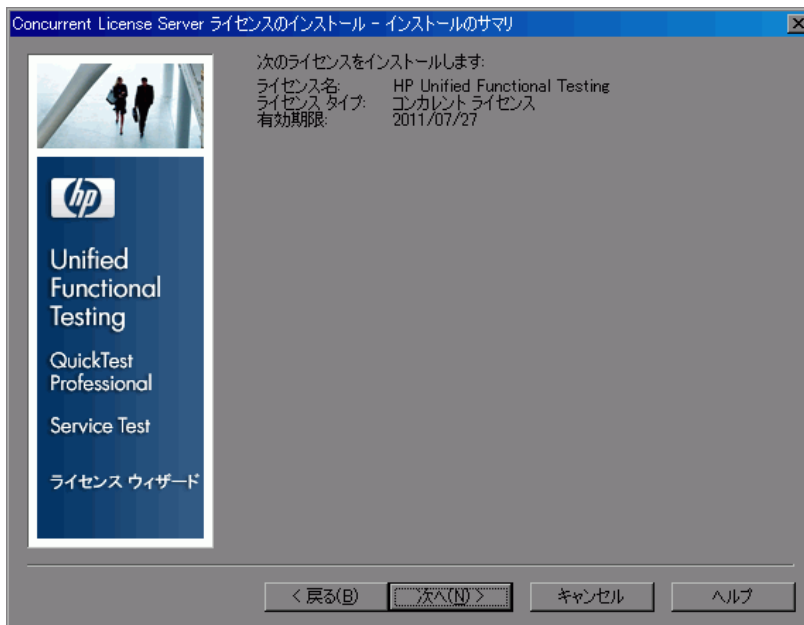 Concurrent License Server ライセンスのインストール - インストールのサマリ
次のライセンスをインストールします:
ライセンス名: HP Unified Functional Testing
ライセンス タイプ: コンカレント ライセンス
有効期限: 2011/07/27
hp
Unified
Functional
Testing
QuickTest
Professional
Service Test
ライセンス ウィザード
< 戻る(B) 次へ(N) > キャンセル ヘルプ